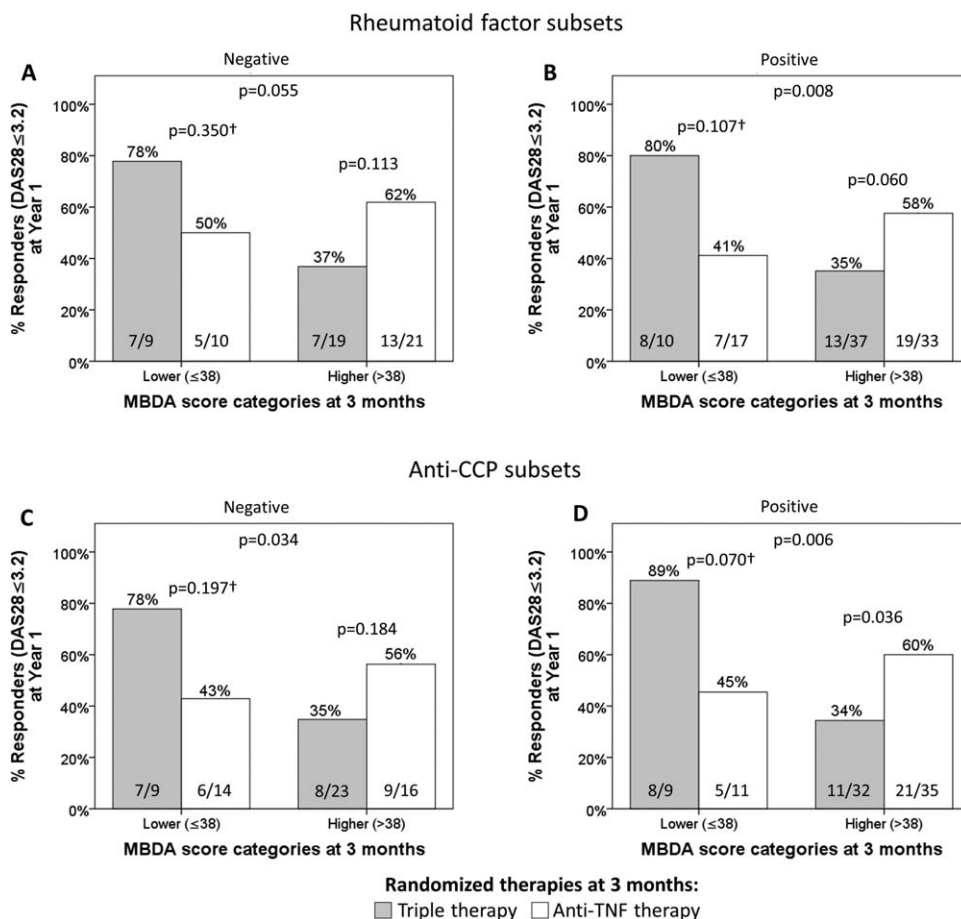 Rheumatoid factor subsets
A
Negative
p=0.055
p=0.350†
p=0.113
78%
50%
37%
62%
7/9
5/10
7/19
13/21
100%
80%
60%
40%
20%
0%
% Responders (DAS28≤3.2)
at Year 1
Lower (≤38)
Higher (>38)
MBDA score categories at 3 months
B
Positive
p=0.008
p=0.107†
p=0.060
80%
41%
35%
58%
8/10
7/17
13/37
19/33
100%
80%
60%
40%
20%
0%
% Responders (DAS28≤3.2)
at Year 1
Lower (≤38)
Higher (>38)
MBDA score categories at 3 months
Anti-CCP subsets
C
Negative
p=0.034
p=0.197†
p=0.184
78%
43%
35%
56%
7/9
6/14
8/23
9/16
100%
80%
60%
40%
20%
0%
% Responders (DAS28≤3.2)
at Year 1
Lower (≤38)
Higher (>38)
MBDA score categories at 3 months
D
Positive
p=0.006
p=0.070†
p=0.036
89%
45%
34%
60%
8/9
5/11
11/32
21/35
100%
80%
60%
40%
20%
0%
% Responders (DAS28≤3.2)
at Year 1
Lower (≤38)
Higher (>38)
MBDA score categories at 3 months
Randomized therapies at 3 months:
Triple therapy
Anti-TNF therapy